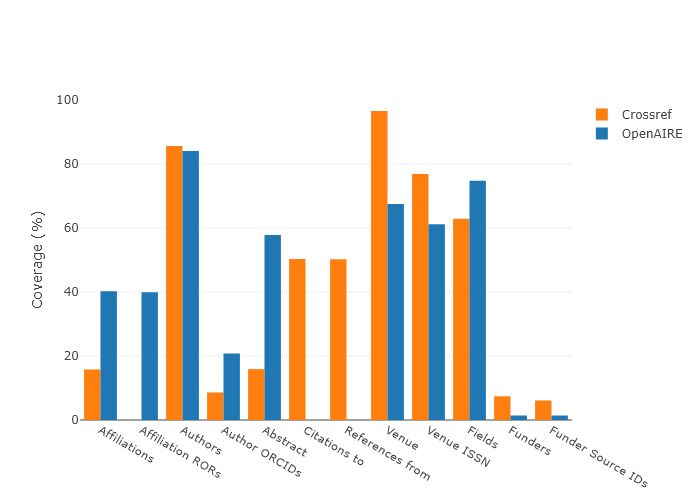 Crossref
OpenAIRE
Coverage (%)
100
80
60
40
20
0
Affiliations
Affiliation RORs
Authors
Author ORCIDs
Abstract
Citations to
References from
Venue
Venue ISSN
Fields
Funders
Funder Source IDs